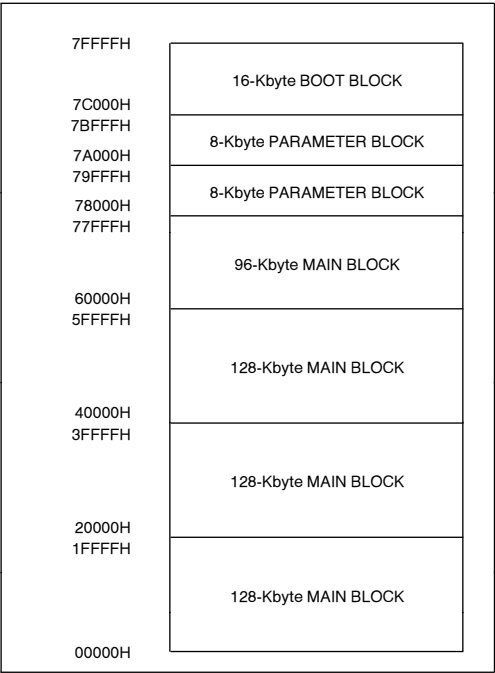 7FFFFH
16-Kbyte BOOT BLOCK
7C000H
7BFFFH
8-Kbyte PARAMETER BLOCK
7A000H
79FFFH
8-Kbyte PARAMETER BLOCK
78000H
77FFFH
96-Kbyte MAIN BLOCK
60000H
5FFFFH
128-Kbyte MAIN BLOCK
40000H
3FFFFH
128-Kbyte MAIN BLOCK
20000H
1FFFFH
128-Kbyte MAIN BLOCK
00000H